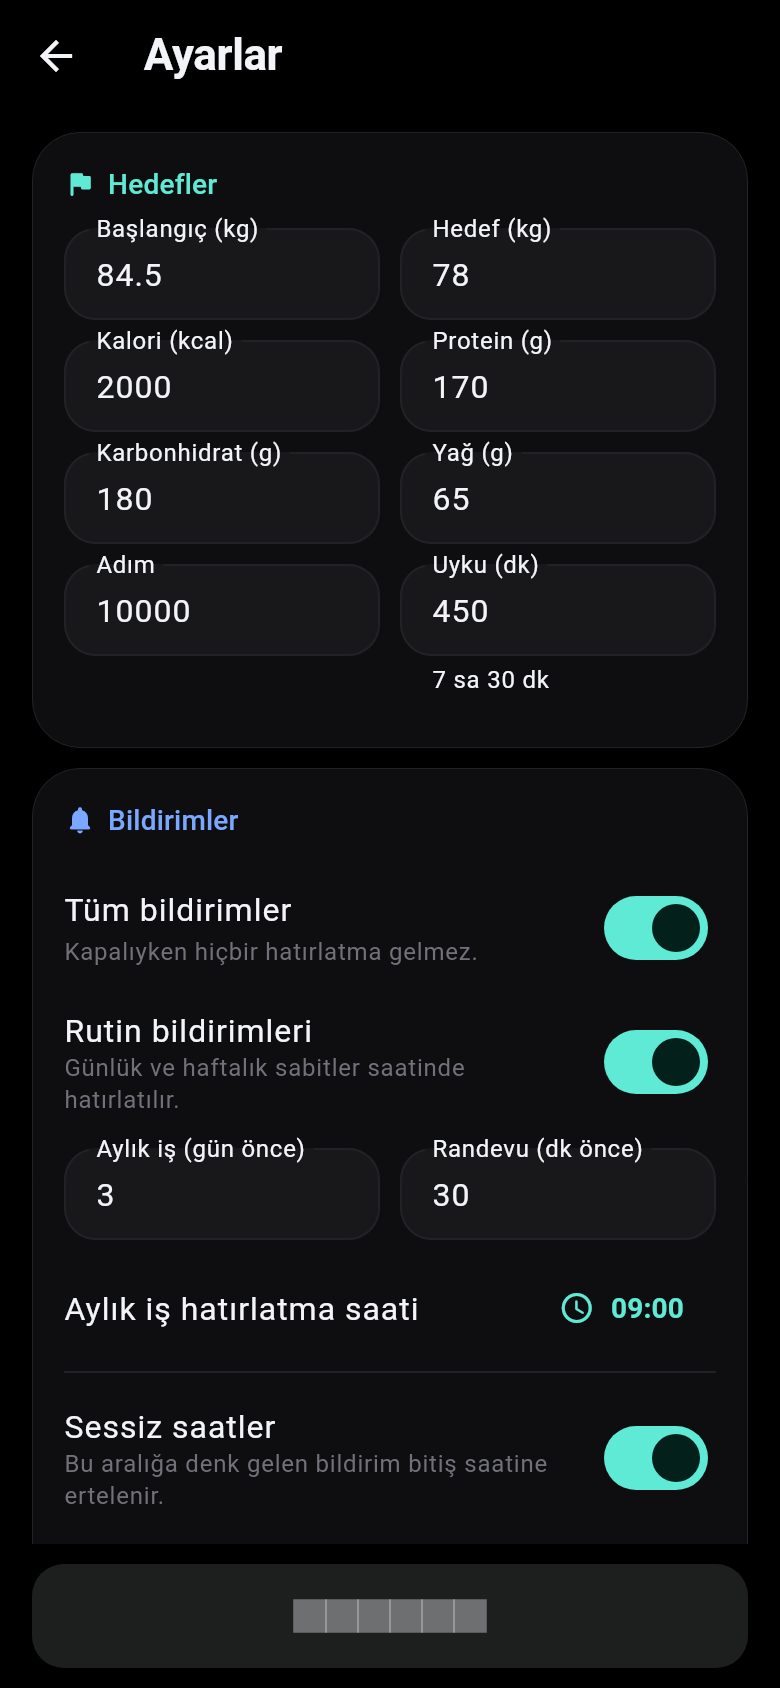 Ayarlar
Hedefler
Başlangıç (kg)
84.5
Hedef (kg)
78
Kalori (kcal)
2000
Protein (g)
170
Karbonhidrat (g)
180
Yağ (g)
65
Adım
10000
Uyku (dk)
450
7 sa 30 dk
Bildirimler
Tüm bildirimler
Kapalıyken hiçbir hatırlatma gelmez.
Rutin bildirimleri
Günlük ve haftalık sabitler saatinde
hatırlatılır.
Aylık iş (gün önce)
3
Randevu (dk önce)
30
Aylık iş hatırlatma saati
09:00
Sessiz saatler
Bu aralığa denk gelen bildirim bitiş saatine
ertelenir.